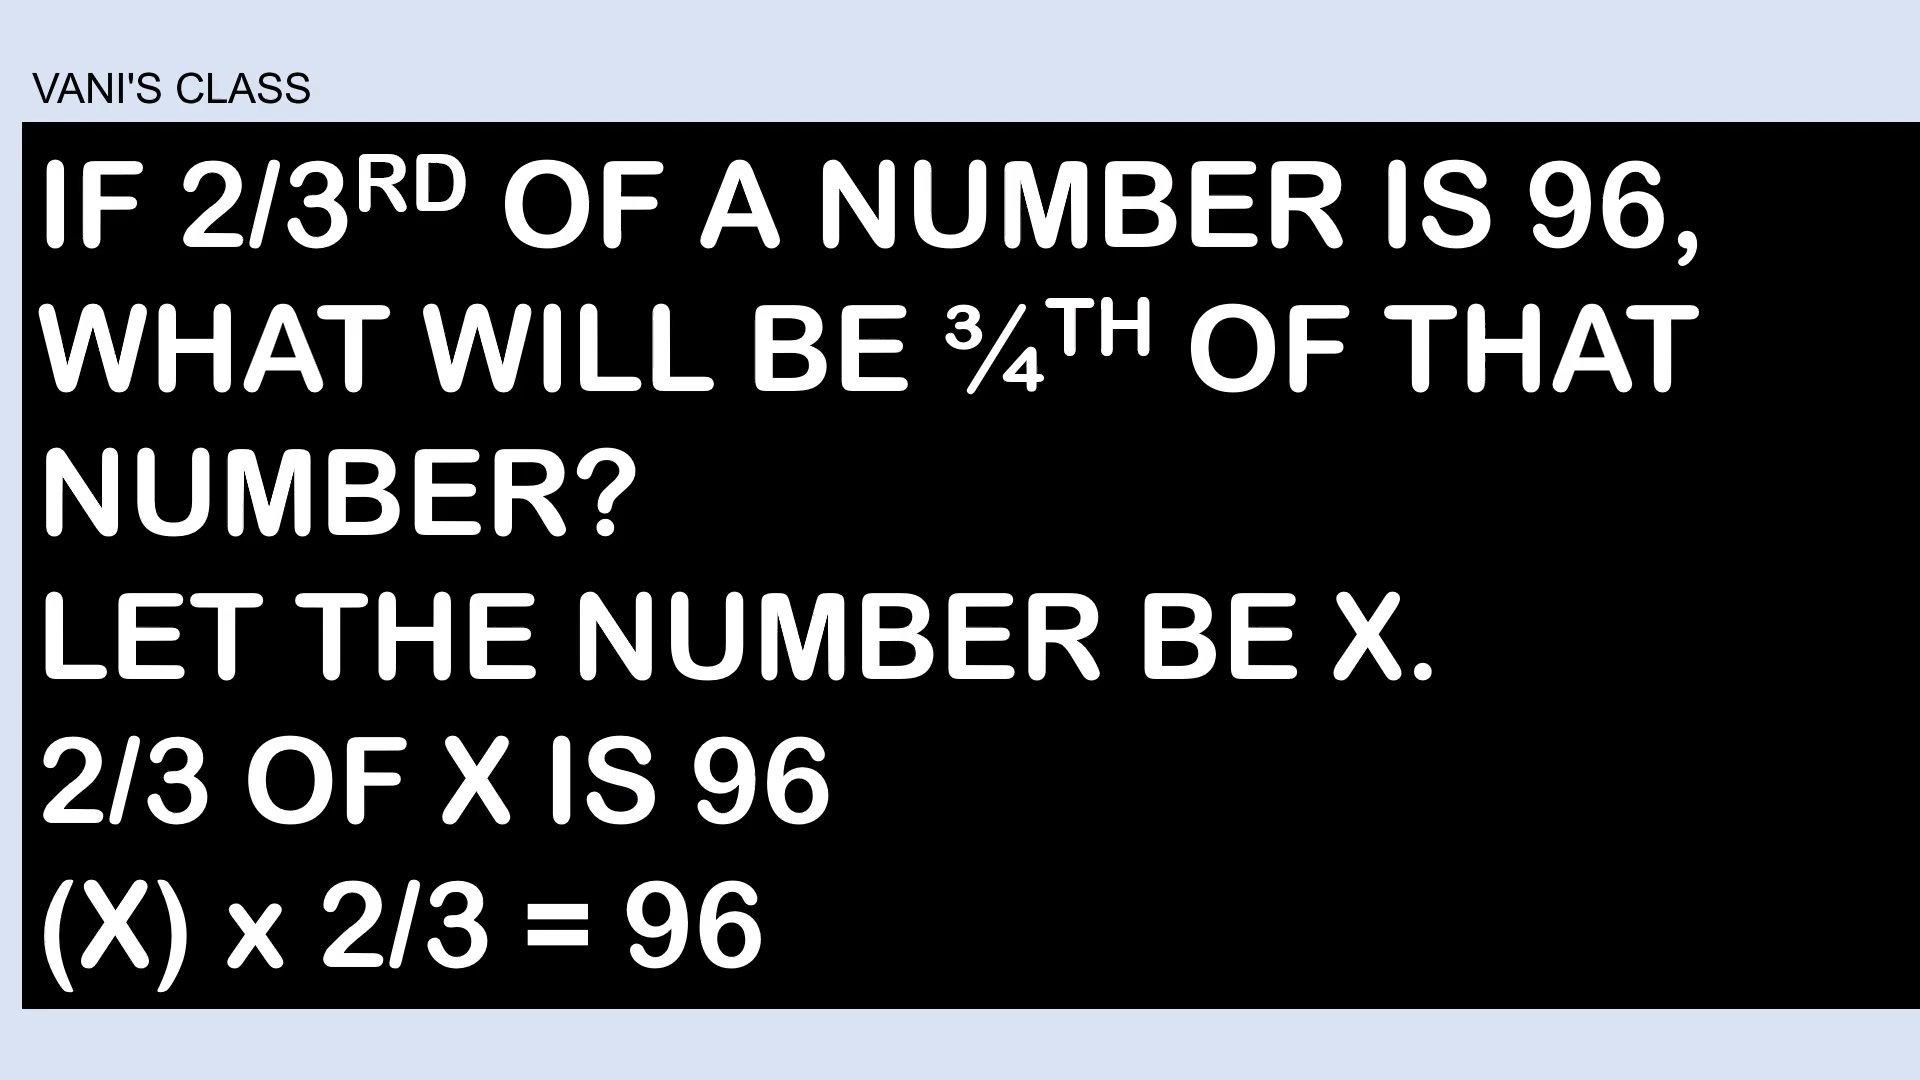 VANI'S CLASS
IF 2/3ᴿᴰ OF A NUMBER IS 96,
WHAT WILL BE ¾ᵀᴴ OF THAT
NUMBER?
LET THE NUMBER BE X.
2/3 OF X IS 96
(X) x 2/3 = 96